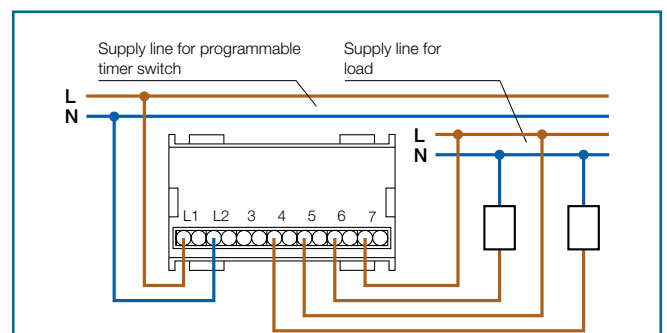 Supply line for programmable
timer switch
Supply line for
load
L
N
L
N
L1 L2 3 4 5 6 7